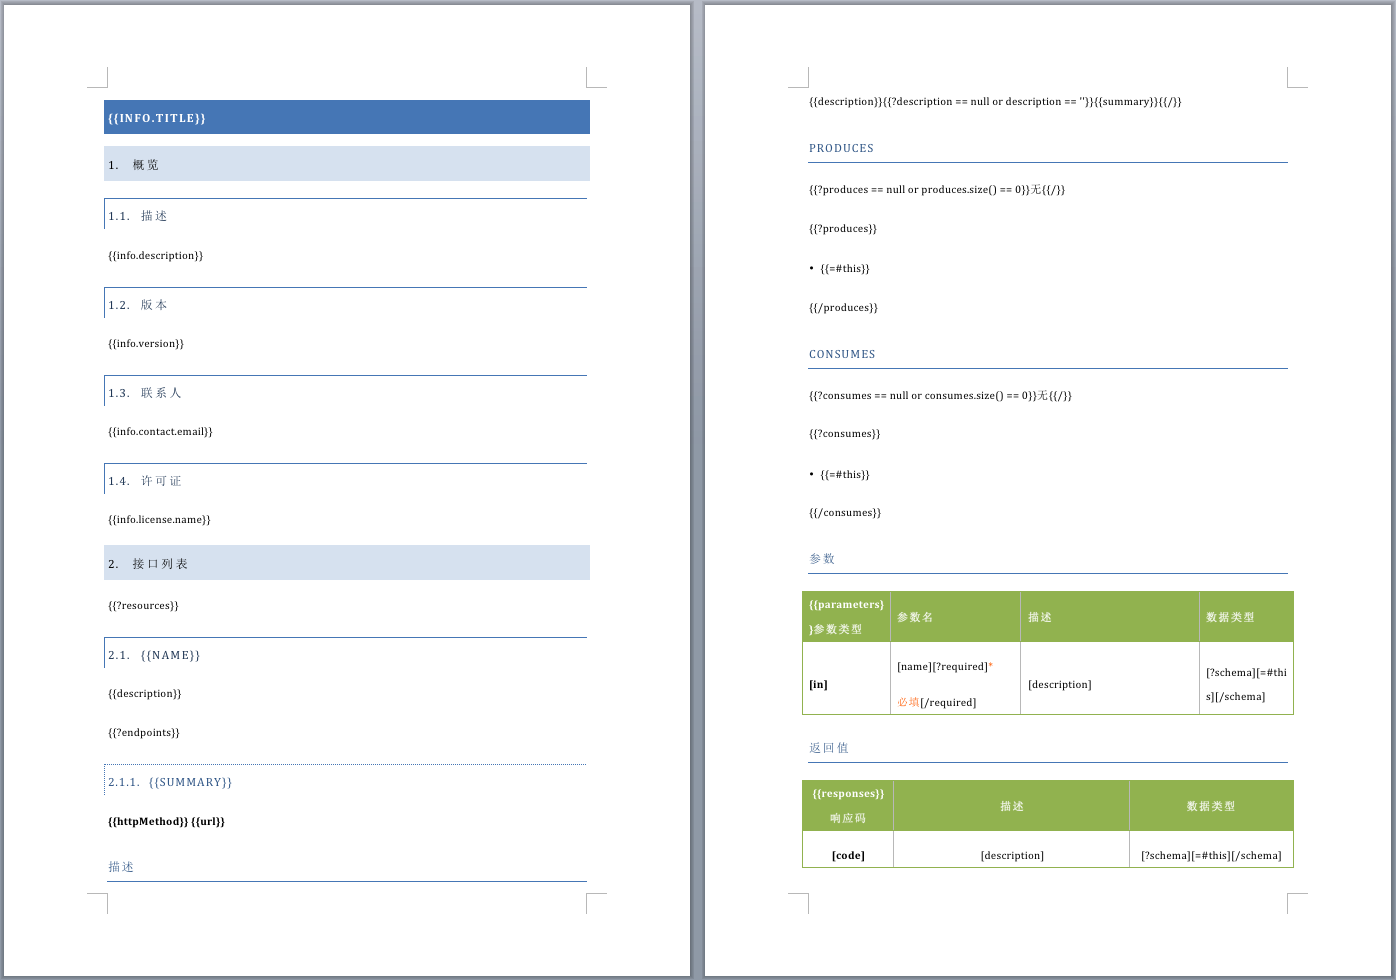 {{INFO.TITLE}}
1. 概览
1.1. 描述
{{info.description}}
1.2. 版本
{{info.version}}
1.3. 联系人
{{info.contact.email}}
1.4. 许可证
{{info.license.name}}
2. 接口列表
{{?resources}}
2.1. {{NAME}}
{{description}}
{{?endpoints}}
2.1.1. {{SUMMARY}}
{{httpMethod}} {{url}}
描述
{{description}}{{?description == null or description == ''}}{{summary}}{{/}}
PRODUCES
{{?produces == null or produces.size() == 0}}无{{/}}
{{?produces}}
• {{=#this}}
{{/produces}}
CONSUMES
{{?consumes == null or consumes.size() == 0}}无{{/}}
{{?consumes}}
• {{=#this}}
{{/consumes}}
参数
{{parameters}
}参数类型
参数名
描述
数据类型
[in]
[name][?required]*
必填[/required]
[description]
[?schema][=#thi
s][/schema]
返回值
{{responses}}
响应码
描述
数据类型
[code]
[description]
[?schema][=#this][/schema]